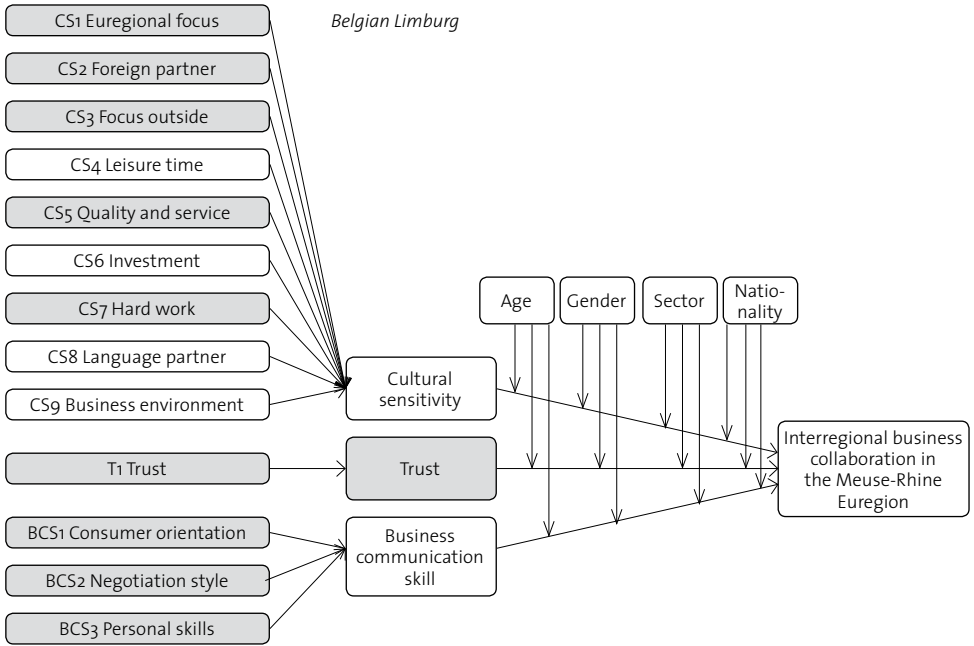 CS1 Euregional focus
Belgian Limburg
CS2 Foreign partner
CS3 Focus outside
CS4 Leisure time
CS5 Quality and service
CS6 Investment
CS7 Hard work
CS8 Language partner
CS9 Business environment
T1 Trust
BCS1 Consumer orientation
BCS2 Negotiation style
BCS3 Personal skills
Cultural
sensitivity
Trust
Business
communication
skill
Age
Gender
Sector
Natio-
nality
Interregional business
collaboration in
the Meuse-Rhine
Euregion